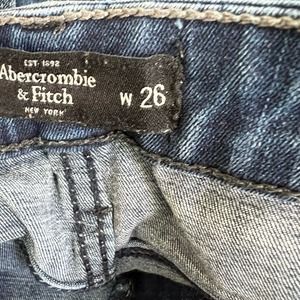 EST. 1892
Abercrombie
& Fitch
NEW YORK
W 26